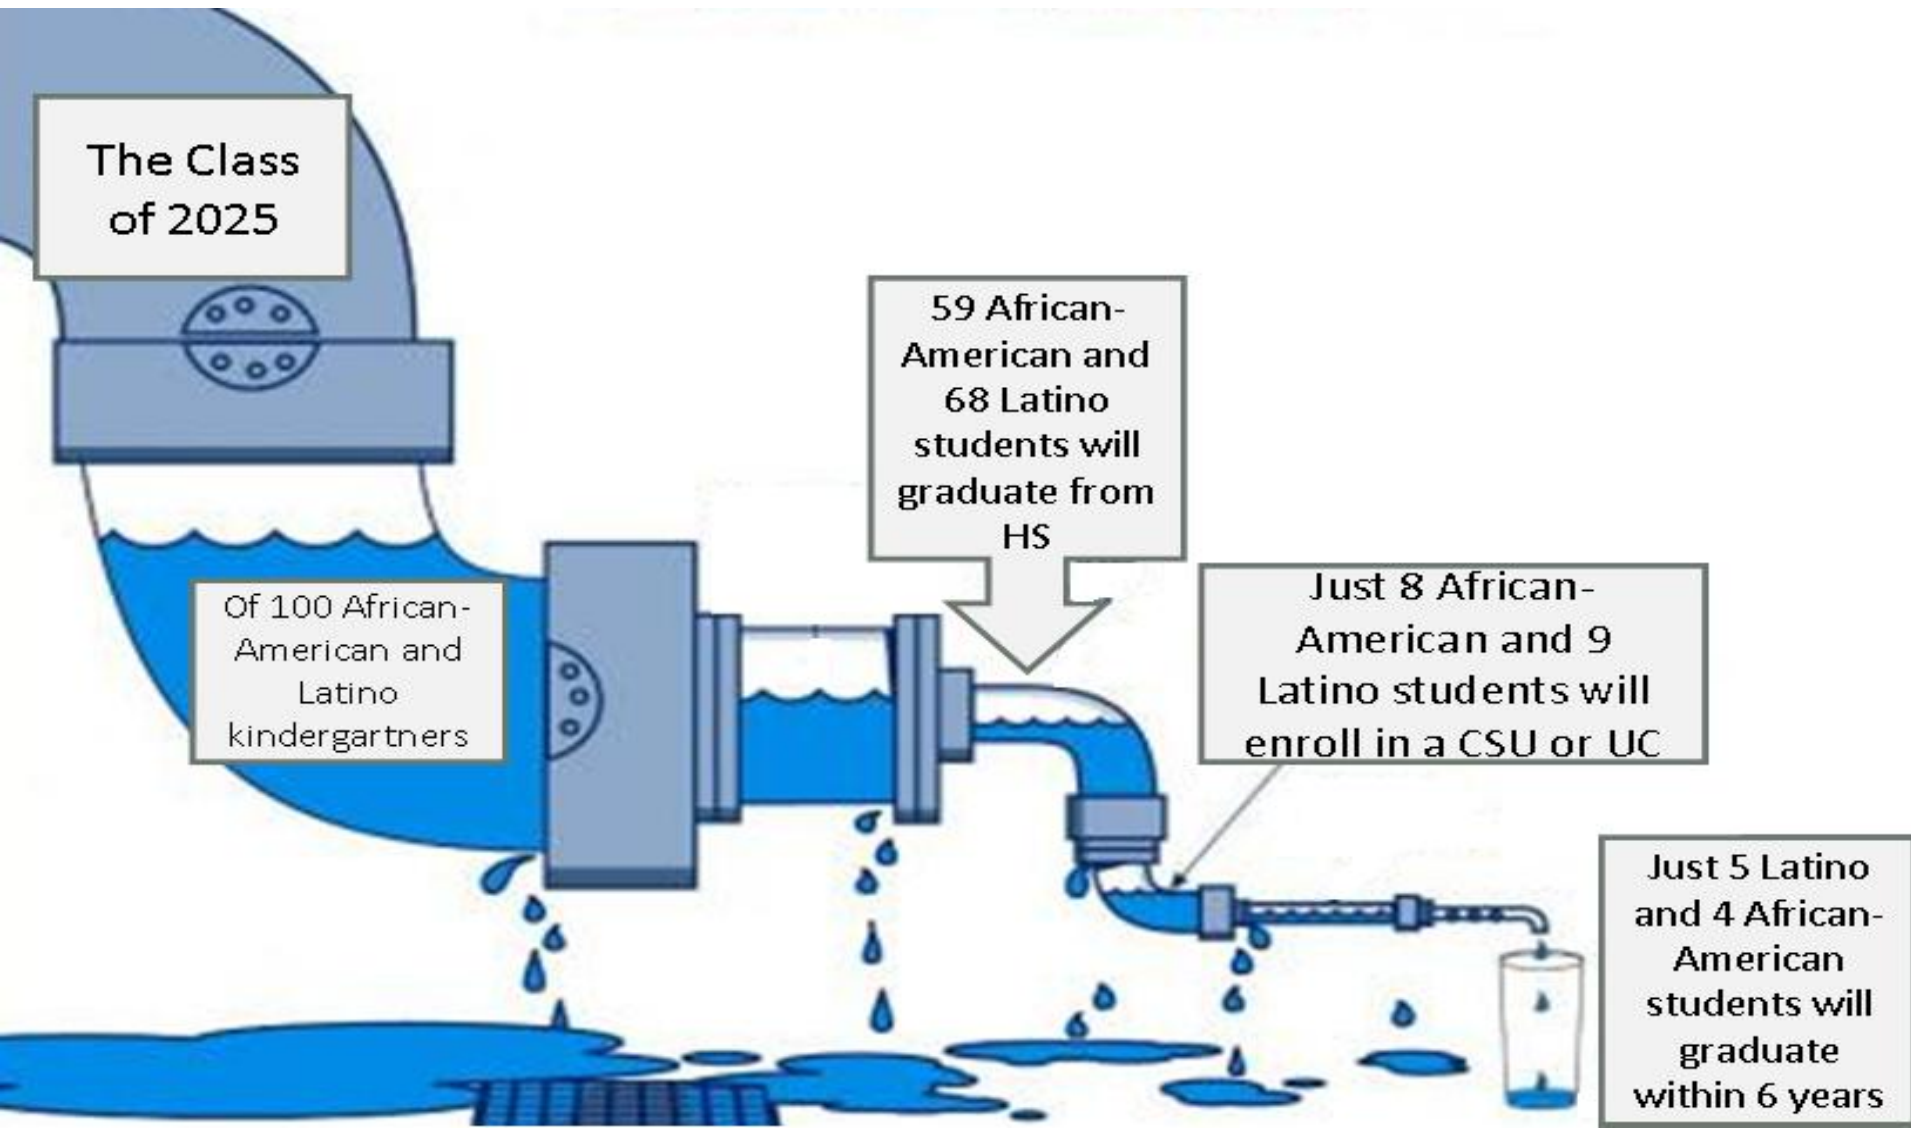 The Class
of 2025
Of 100 African-
American and
Latino
kindergartners
59 African-
American and
68 Latino
students will
graduate from
HS
Just 8 African-
American and 9
Latino students will
enroll in a CSU or UC
Just 5 Latino
and 4 African-
American
students will
graduate
within 6 years